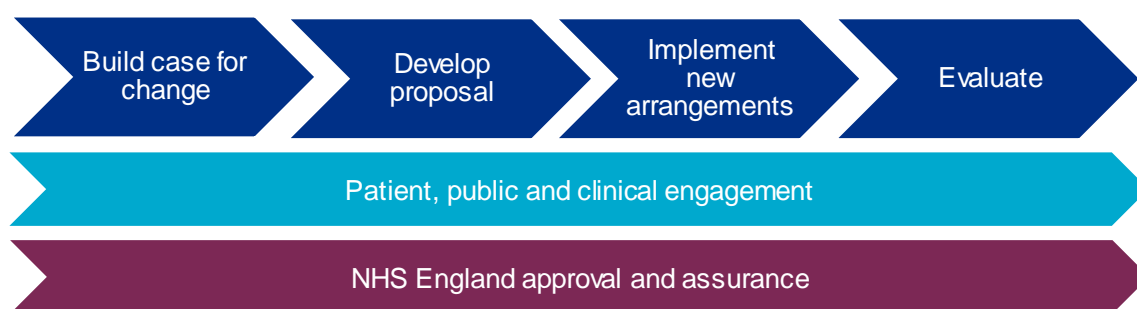 Build case for
change
Develop
proposal
Implement
new
arrangements
Evaluate
Patient, public and clinical engagement
NHS England approval and assurance